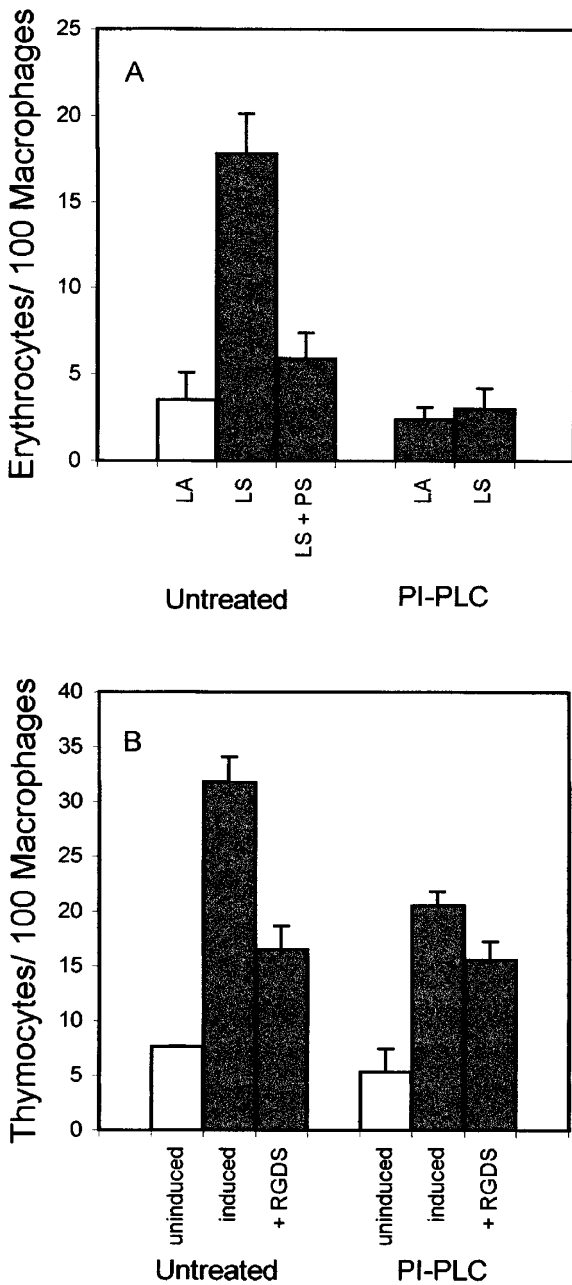 Erythrocytes/ 100 Macrophages
25
20
15
10
5
0
A
LA
LS
LS + PS
LA
LS
Untreated
PI-PLC
Thymocytes/ 100 Macrophages
40
35
30
25
20
15
10
5
0
B
uninduced
induced
+ RGDS
uninduced
induced
+ RGDS
Untreated
PI-PLC